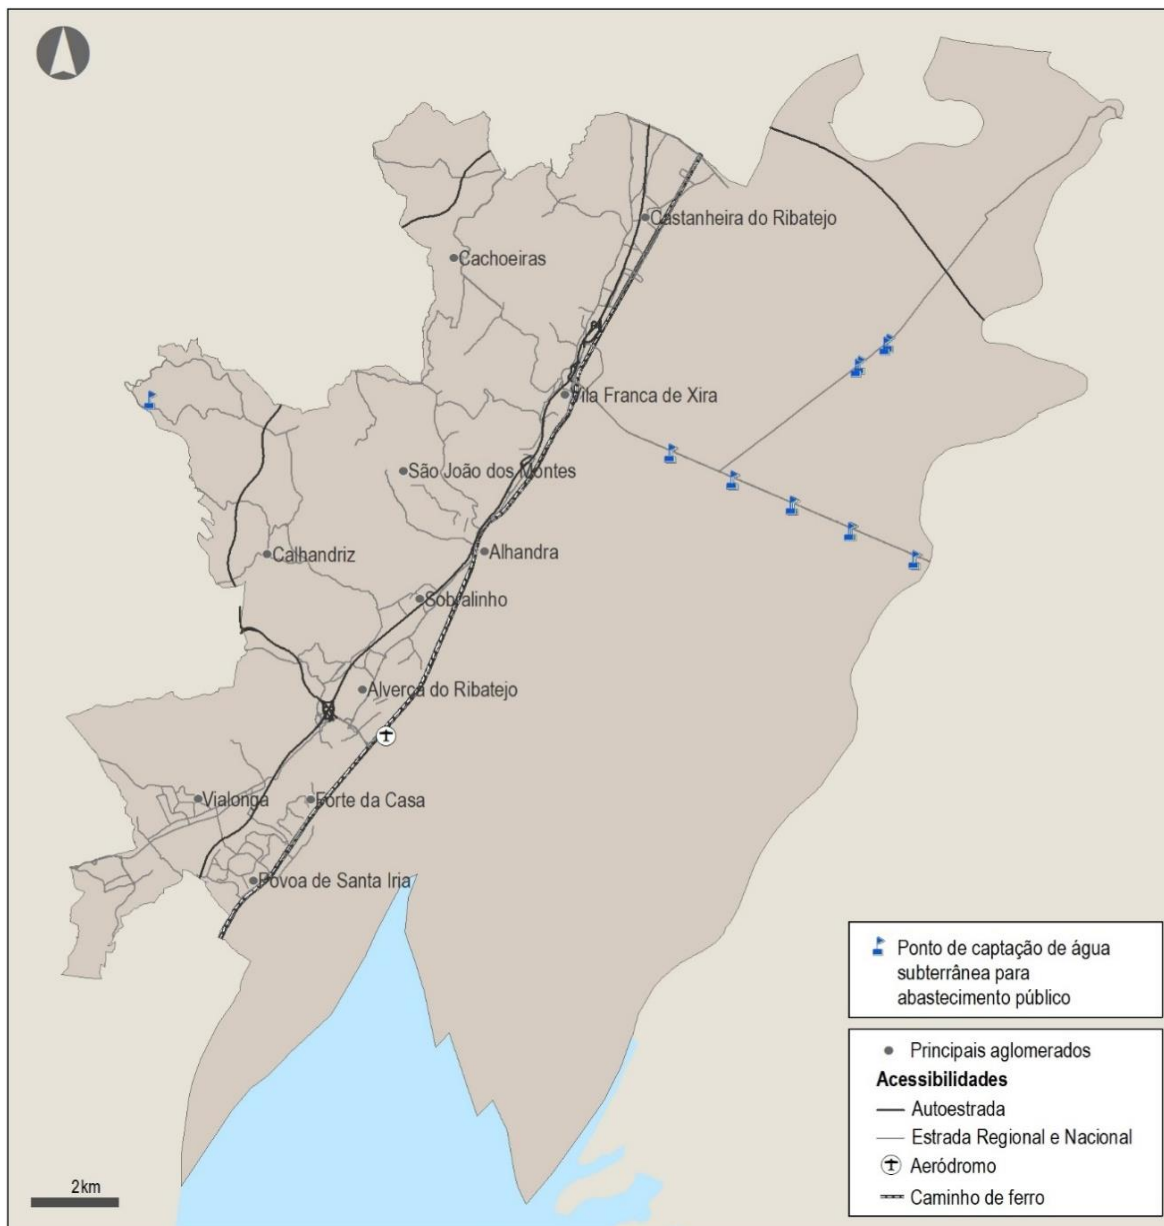 Castanheira do Ribatejo
Cachoeiras
Vila Franca de Xira
São João dos Montes
Alhandra
Calhandriz
Sobralinho
Alverca do Ribatejo
Vialonga
Forte da Casa
Póvoa de Santa Iria
Ponto de captação de água
subterrânea para
abastecimento público
Principais aglomerados
Acessibilidades
Autoestrada
Estrada Regional e Nacional
Aeródromo
Caminho de ferro
2km